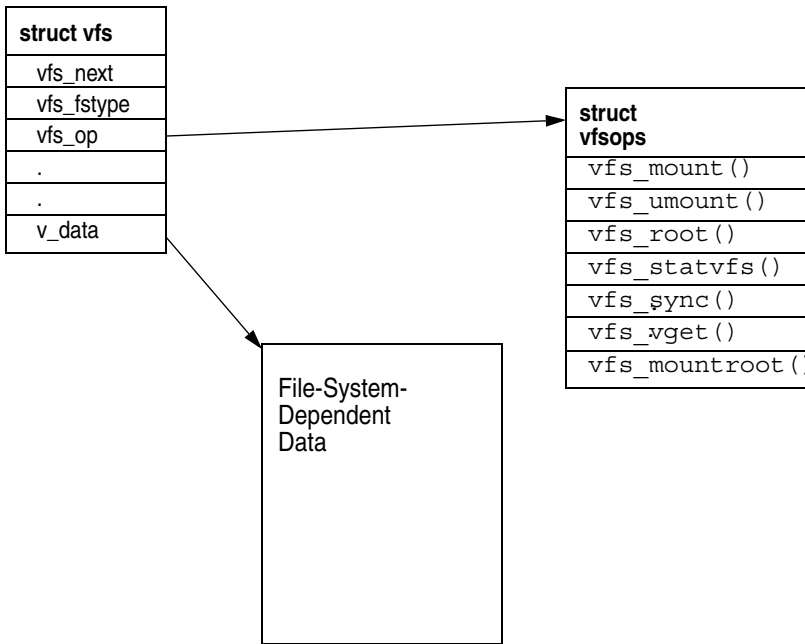 struct vfs
vfs_next
vfs_fstype
vfs_op
.
.
v_data
struct
vfsops
vfs_mount()
vfs_umount()
vfs_root()
vfs_statvfs()
vfs_sync()
vfs_vget()
vfs_mountroot()
File-System-
Dependent
Data